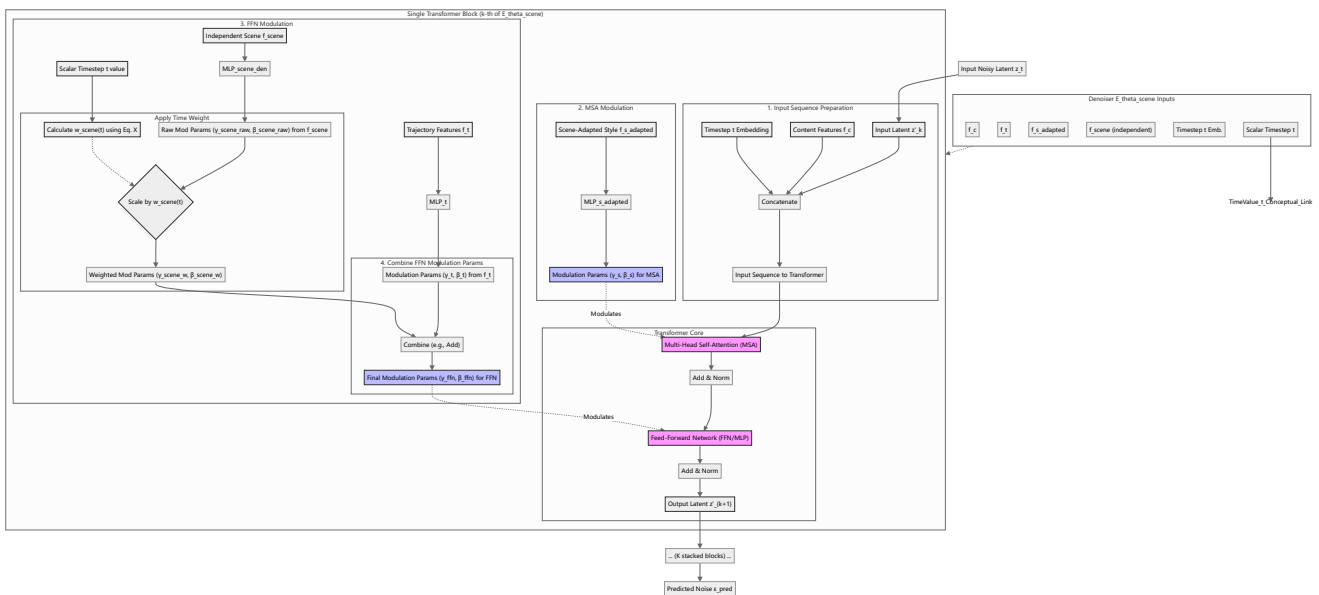 Single Transformer Block (k-th of E_theta_scene)
3. FFN Modulation
Independent Scene f_scene
Scalar Timestep t value
MLP_scene_den
Input Noisy Latent z_t
Denoiser E_theta_scene Inputs
f_c
f_t
f_s_adapted
f_scene (independent)
Timestep t Emb.
Scalar Timestep t
TimeValue_t_Conceptual_Link
Apply Time Weight
Calculate w_scene(t) using Eq. X
Raw Mod Params (γ_scene_raw, β_scene_raw) from f_scene
Scale by w_scene(t)
Weighted Mod Params (γ_scene_w, β_scene_w)
Trajectory Features f_t
MLP_t
4. Combine FFN Modulation Params
Modulation Params (γ_t, β_t) from f_t
Combine (e.g., Add)
Final Modulation Params (γ_ffn, β_ffn) for FFN
2. MSA Modulation
Scene-Adapted Style f_s_adapted
MLP_s_adapted
Modulation Params (γ_s, β_s) for MSA
1. Input Sequence Preparation
Timestep t Embedding
Content Features f_c
Input Latent z'_k
Concatenate
Input Sequence to Transformer
Modulates
Transformer Core
Multi-Head Self-Attention (MSA)
Add & Norm
Modulates
Feed-Forward Network (FFN/MLP)
Add & Norm
Output Latent z'_(k+1)
... (K stacked blocks) ...
Predicted Noise ε_pred